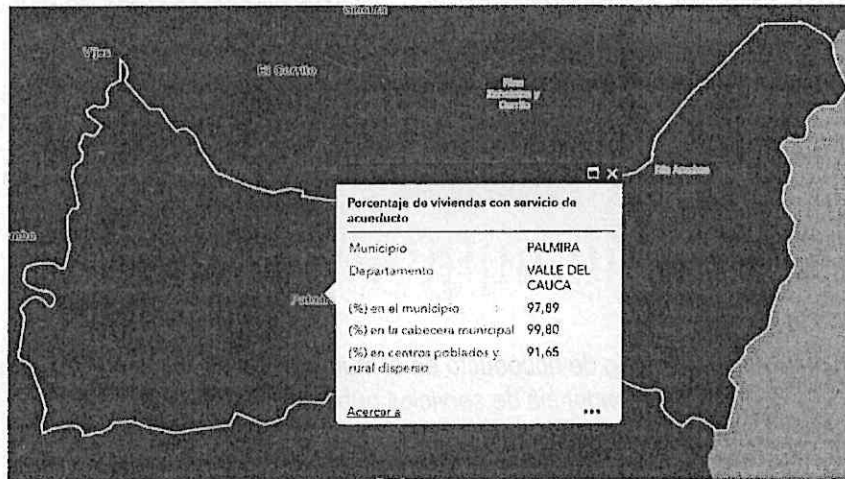 Vijes
El Cerrito
Porcentaje de viviendas con servicio de
acueducto
Municipio PALMIRA
Departamento VALLE DEL
CAUCA
(%) en el municipio : 97,89
(%) en la cabecera municipal 99,80
(%) en centros poblados y
rural disperso 91,65
Acercar a •••